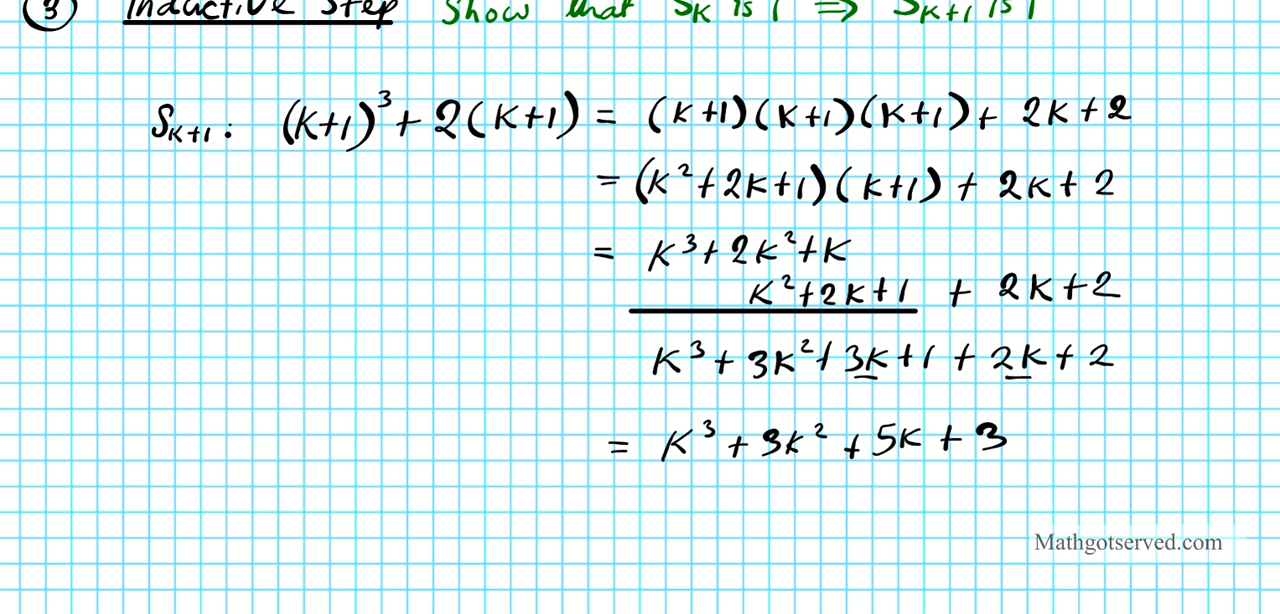 ③ Inductive Step Show that Sₖ is T ⇒ Sₖ₊₁ is T
Sₖ₊₁: (k+1)³ + 2(k+1) = (k+1)(k+1)(k+1) + 2k+2
= (k²+2k+1)(k+1) + 2k+2
= k³+2k²+k
k²+2k+1 + 2k+2
k³+3k²+3k+1+2k+2
= k³+3k²+5k+3
Mathgotserved.com